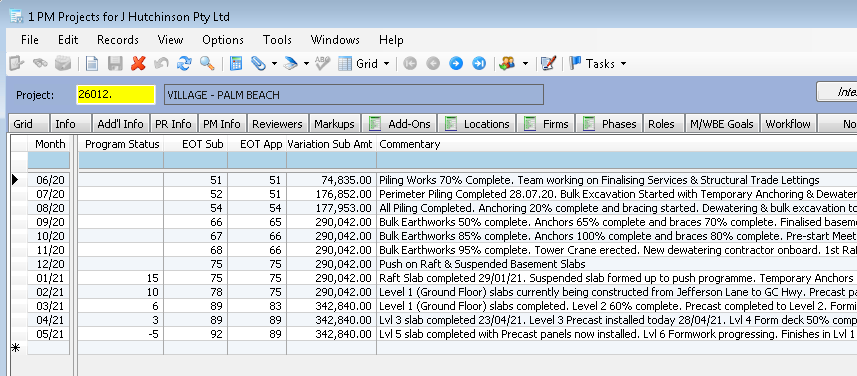 1 PM Projects for J Hutchinson Pty Ltd
File Edit Records View Options Tools Windows Help
Grid Tasks
Project: 26012. VILLAGE - PALM BEACH
Grid Info Add'l Info PR Info PM Info Reviewers Markups Add-Ons Locations Firms Phases Roles M/WBE Goals Workflow No
Month Program Status EOT Sub EOT App Variation Sub Amt Commentary
06/20 51 51 74,835.00 Piling Works 70% Complete. Team working on Finalising Services & Structural Trade Lettings
07/20 52 51 176,852.00 Perimeter Piling Completed 28.07.20. Bulk Excavation Started with Temporary Anchoring & Dewater
08/20 54 54 177,953.00 All Piling Completed. Anchoring 20% complete and bracing started. Dewatering & bulk excavation to
09/20 66 65 290,042.00 Bulk Earthworks 50% complete. Anchors 65% complete and braces 70% complete. Finalised basem
10/20 66 67 290,042.00 Bulk Earthworks 85% complete. Anchors 100% complete and braces 80% complete. Pre-start Meet
11/20 68 66 290,042.00 Bulk Earthworks 95% complete. Tower Crane erected. New dewatering contractor onboard. 1st Ra
12/20 75 75 290,042.00 Push on Raft & Suspended Basement Slabs
01/21 15 75 75 290,042.00 Raft Slab completed 29/01/21. Suspended slab formed up to push programme. Temporary Anchors
02/21 10 78 75 290,042.00 Level 1 (Ground Floor) slabs currently being constructed from Jefferson Lane to GC Hwy. Precast pa
03/21 6 89 83 342,840.00 Level 1 (Ground Floor) slabs completed. Level 2 60% complete. Precast completed to Level 2. Formi
04/21 3 89 89 342,840.00 Lvl 3 slab completed 23/04/21. Level 3 Precast installed today 28/04/21. Lvl 4 Form deck 50% comp
05/21 -5 92 89 342,840.00 Lvl 5 slab completed with Precast panels now installed. Lvl 6 Formwork progressing. Finishes in Lvl 1